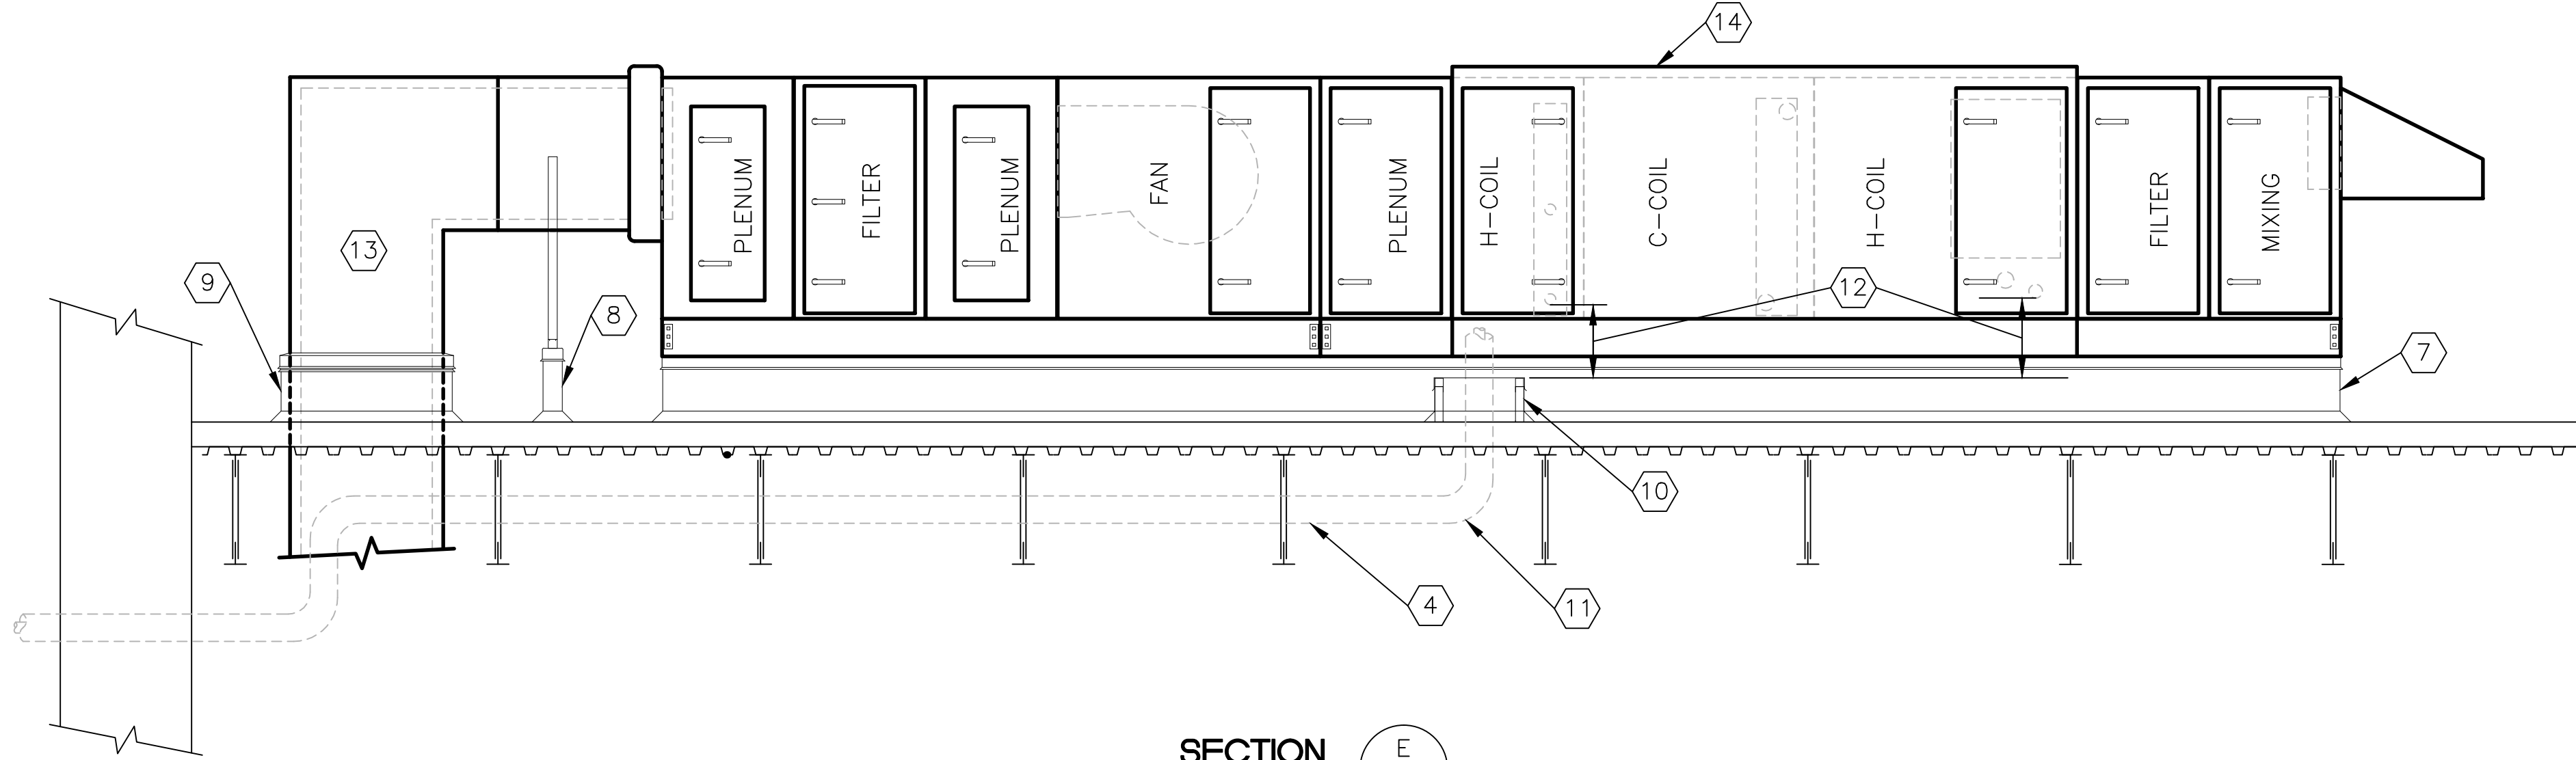 14
13
9
8
PLENUM
FILTER
PLENUM
FAN
PLENUM
H-COIL
C-COIL
H-COIL
FILTER
MIXING
12
7
10
4
11
SECTION
E